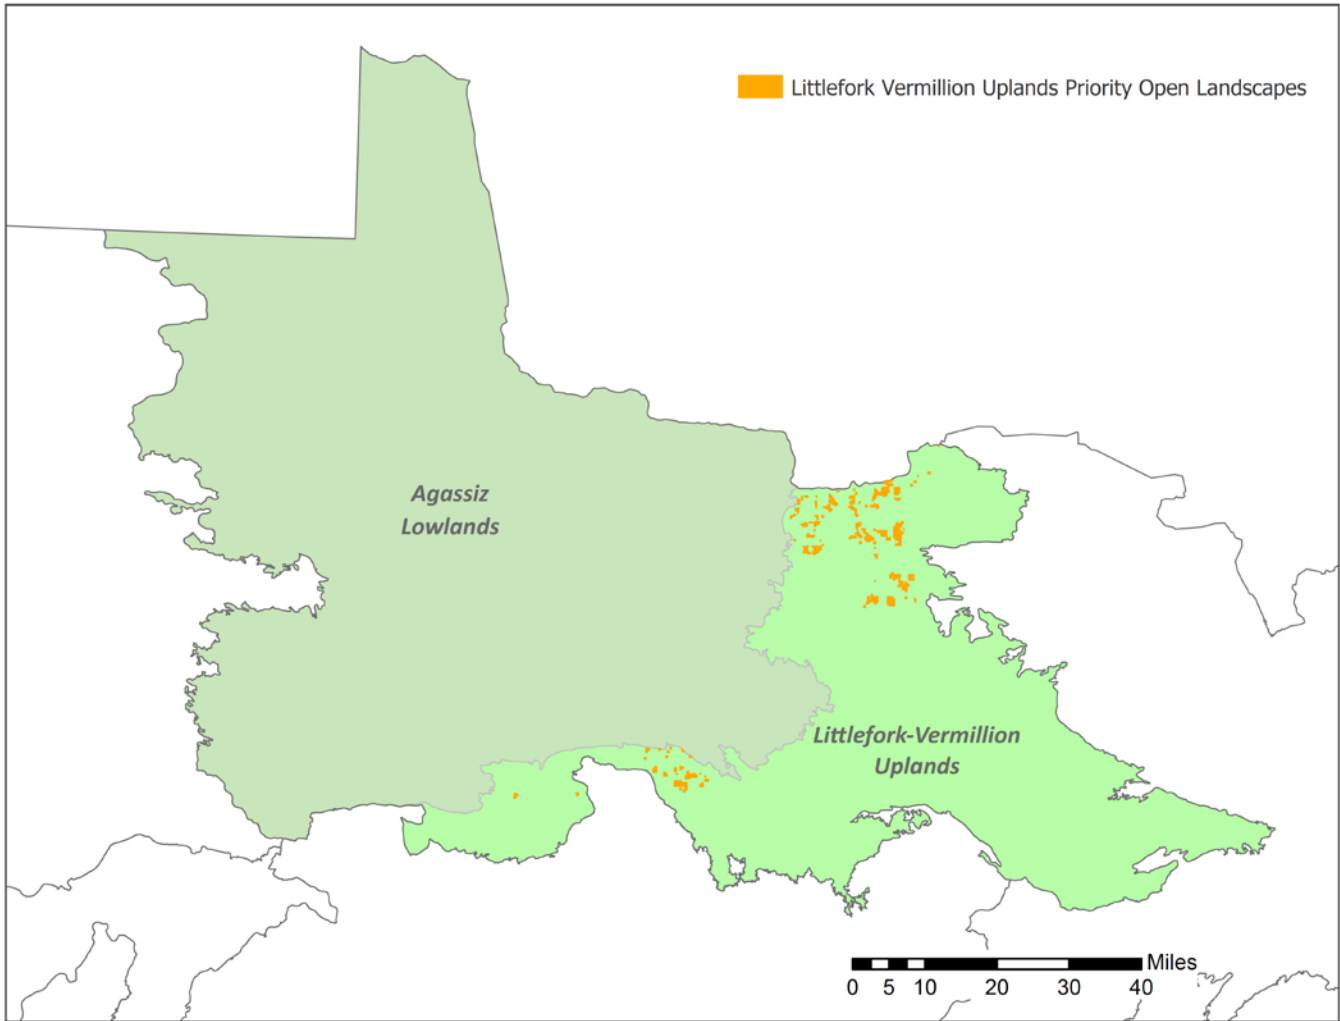 Littlefork Vermillion Uplands Priority Open Landscapes
Agassiz
Lowlands
Littlefork-Vermillion
Uplands
Miles
0 5 10 20 30 40